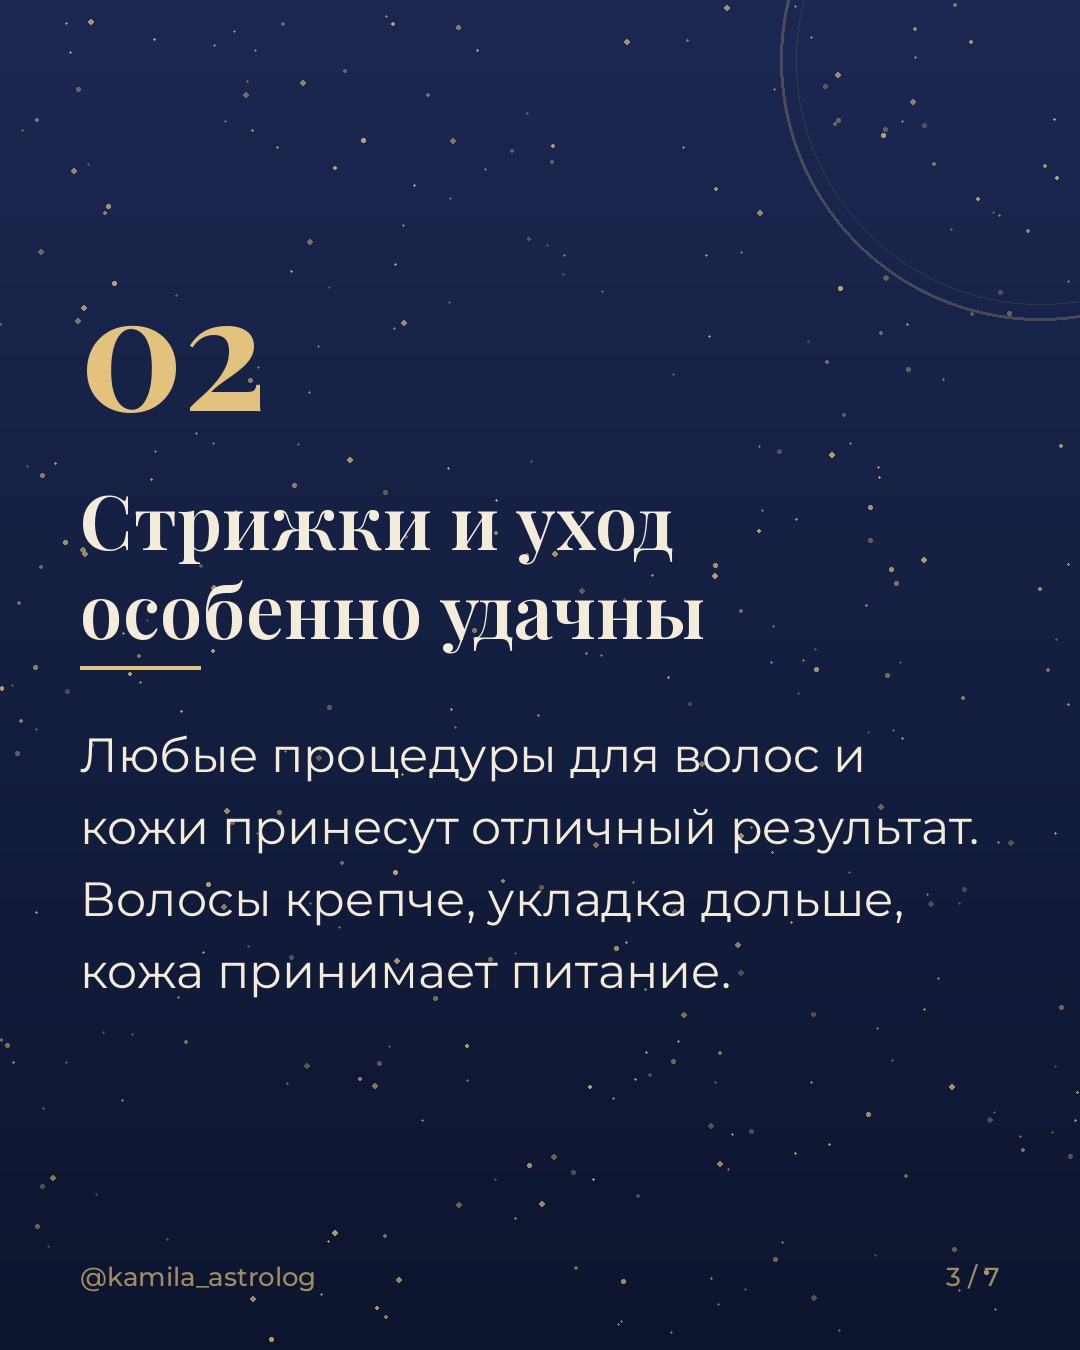 02
Стрижки и уход
особенно удачны
Любые процедуры для волос и
кожи принесут отличный результат.
Волосы крепче, укладка дольше,
кожа принимает питание.
@kamila_astrolog
3 / 7